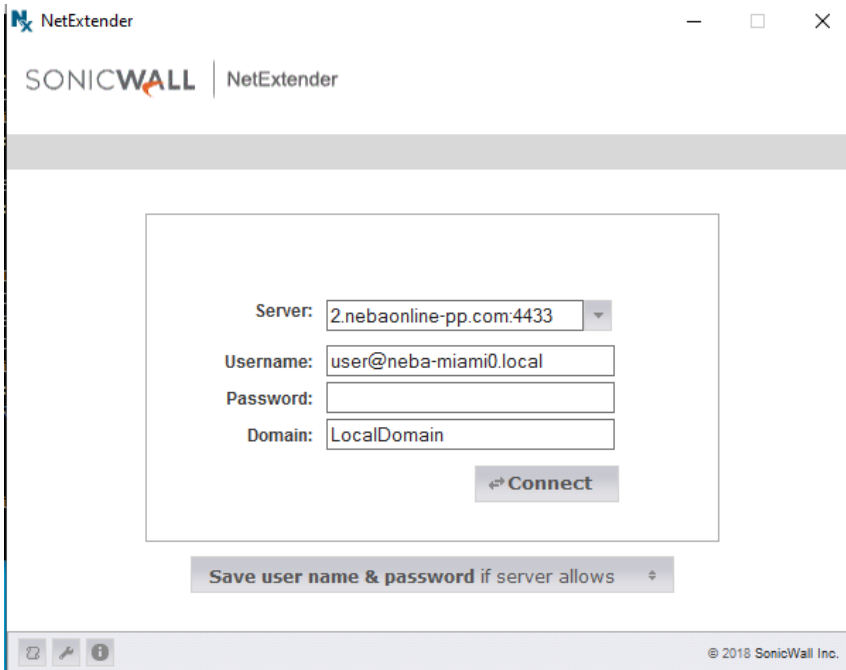 NetExtender
SONICWALL NetExtender
Server: 2.nebaonline-pp.com:4433
Username: user@neba-miami0.local
Password:
Domain: LocalDomain
Connect
Save user name & password if server allows
© 2018 SonicWall Inc.